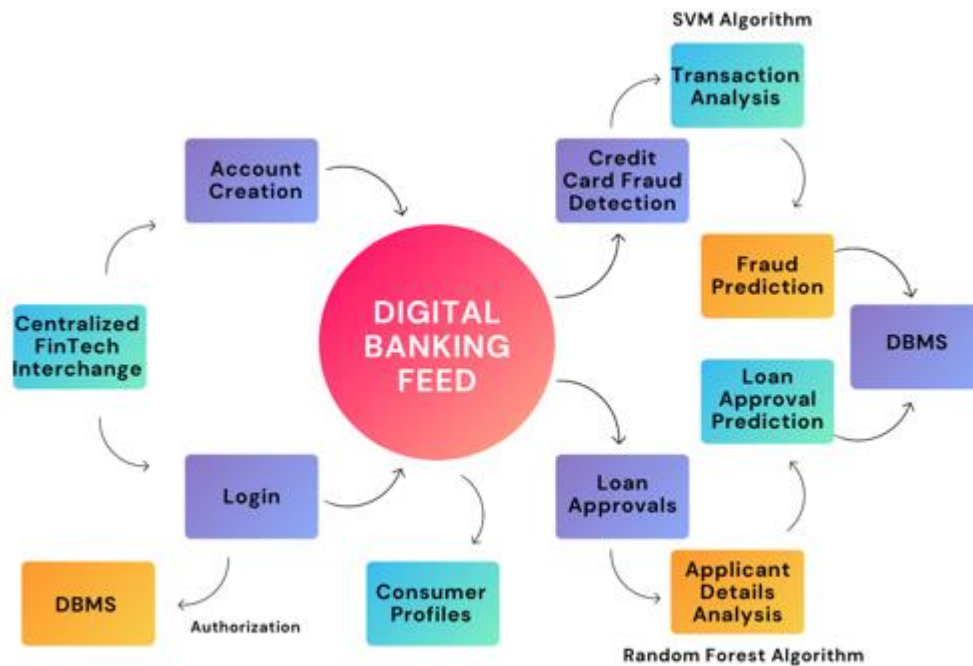 SVM Algorithm
Transaction
Analysis
Account
Creation
Credit
Card Fraud
Detection
Fraud
Prediction
Centralized
FinTech
Interchange
DIGITAL
BANKING
FEED
DBMS
Loan
Approval
Prediction
Login
Loan
Approvals
DBMS
Authorization
Consumer
Profiles
Applicant
Details
Analysis
Random Forest Algorithm